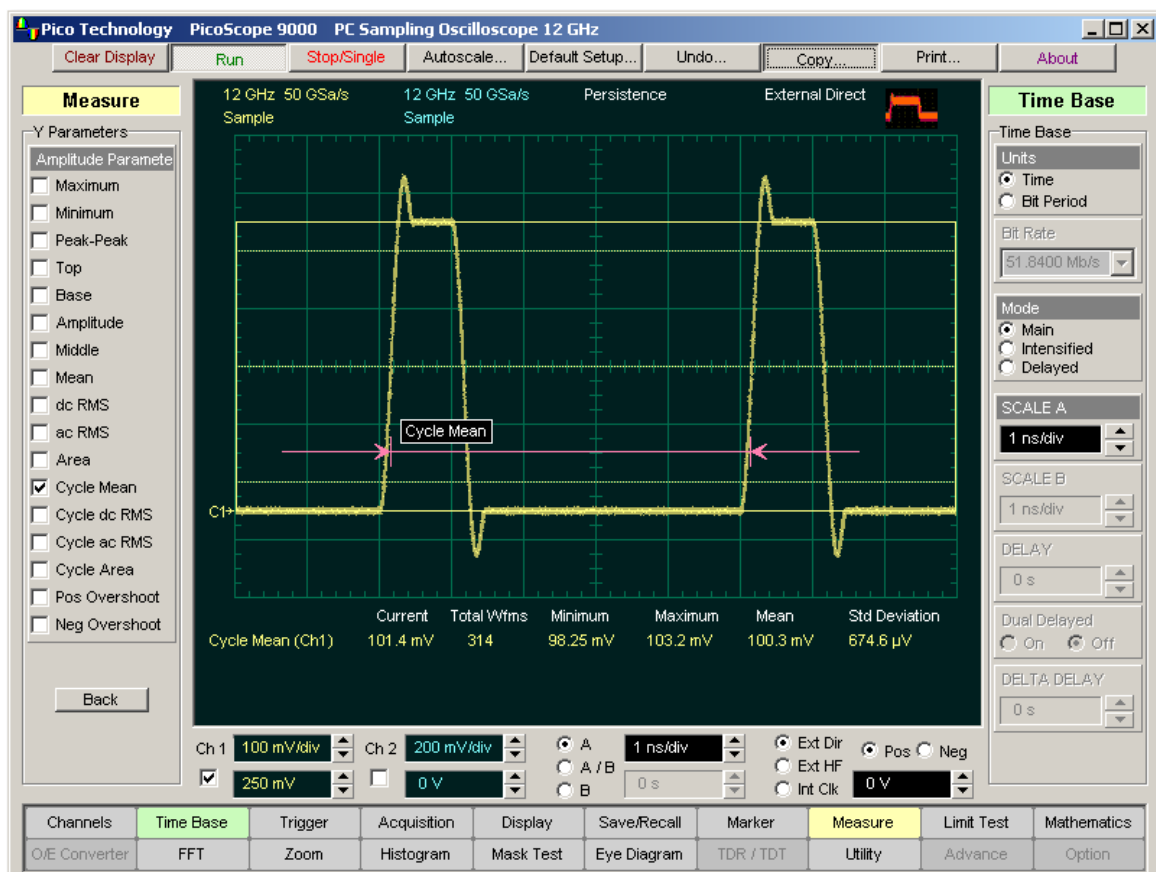 Pico Technology PicoScope 9000 PC Sampling Oscilloscope 12 GHz
Clear Display Run Stop/Single Autoscale... Default Setup... Undo... Copy... Print... About
Measure
Y Parameters
Amplitude Paramete
Maximum
Minimum
Peak-Peak
Top
Base
Amplitude
Middle
Mean
dc RMS
ac RMS
Area
Cycle Mean
Cycle dc RMS
Cycle ac RMS
Cycle Area
Pos Overshoot
Neg Overshoot
Back
12 GHz 50 GSa/s 12 GHz 50 GSa/s Persistence External Direct
Sample Sample
Cycle Mean
C1
Current Total Wfms Minimum Maximum Mean Std Deviation
Cycle Mean (Ch1) 101.4 mV 314 98.25 mV 103.2 mV 100.3 mV 674.6 µV
Time Base
Time Base
Units
Time
Bit Period
Bit Rate
51.8400 Mb/s
Mode
Main
Intensified
Delayed
SCALE A
1 ns/div
SCALE B
1 ns/div
DELAY
0 s
Dual Delayed
On Off
DELTA DELAY
0 s
Ch 1 100 mV/div Ch 2 200 mV/div A 1 ns/div Ext Dir Pos Neg
A / B Ext HF
250 mV 0 V B 0 s Int Clk 0 V
Channels Time Base Trigger Acquisition Display Save/Recall Marker Measure Limit Test Mathematics
O/E Converter FFT Zoom Histogram Mask Test Eye Diagram TDR / TDT Utility Advance Option